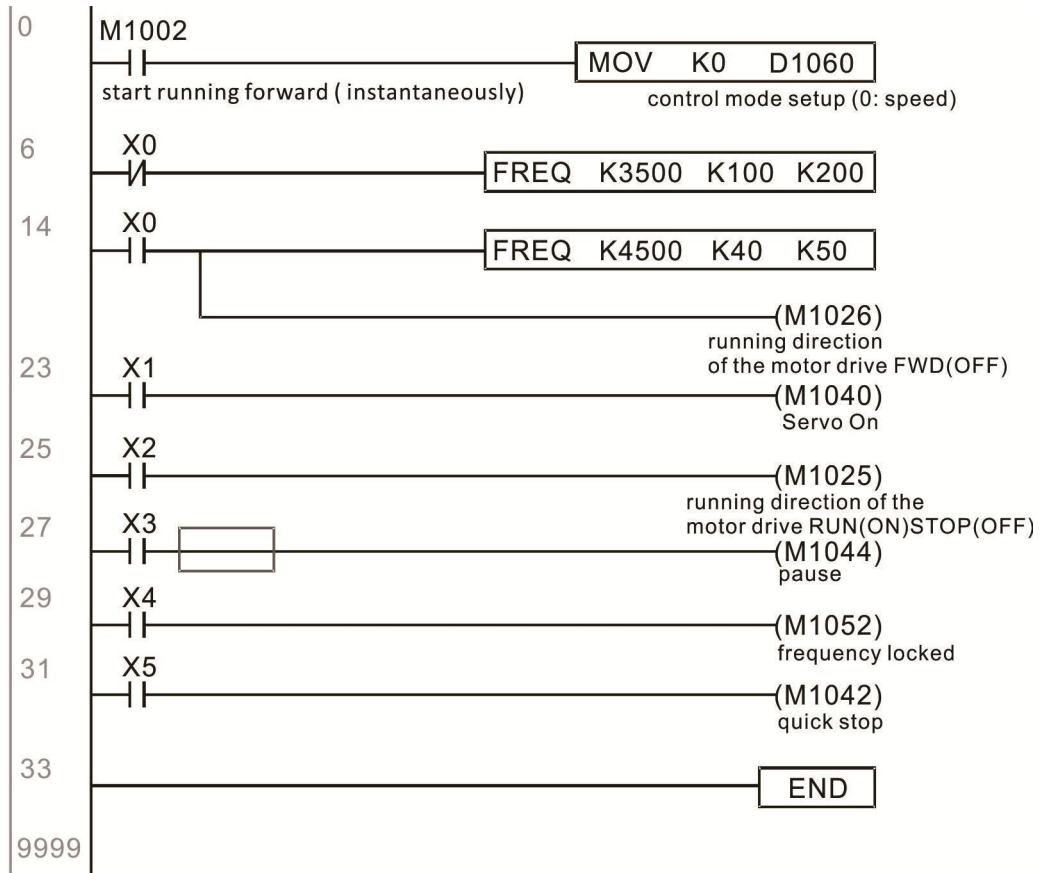 0
M1002
MOV K0 D1060
start running forward ( instantaneously)
control mode setup (0: speed)
6
X0
FREQ K3500 K100 K200
14
X0
FREQ K4500 K40 K50
(M1026)
running direction
of the motor drive FWD(OFF)
23
X1
(M1040)
Servo On
25
X2
(M1025)
running direction of the
motor drive RUN(ON)STOP(OFF)
27
X3
(M1044)
pause
29
X4
(M1052)
frequency locked
31
X5
(M1042)
quick stop
33
END
9999